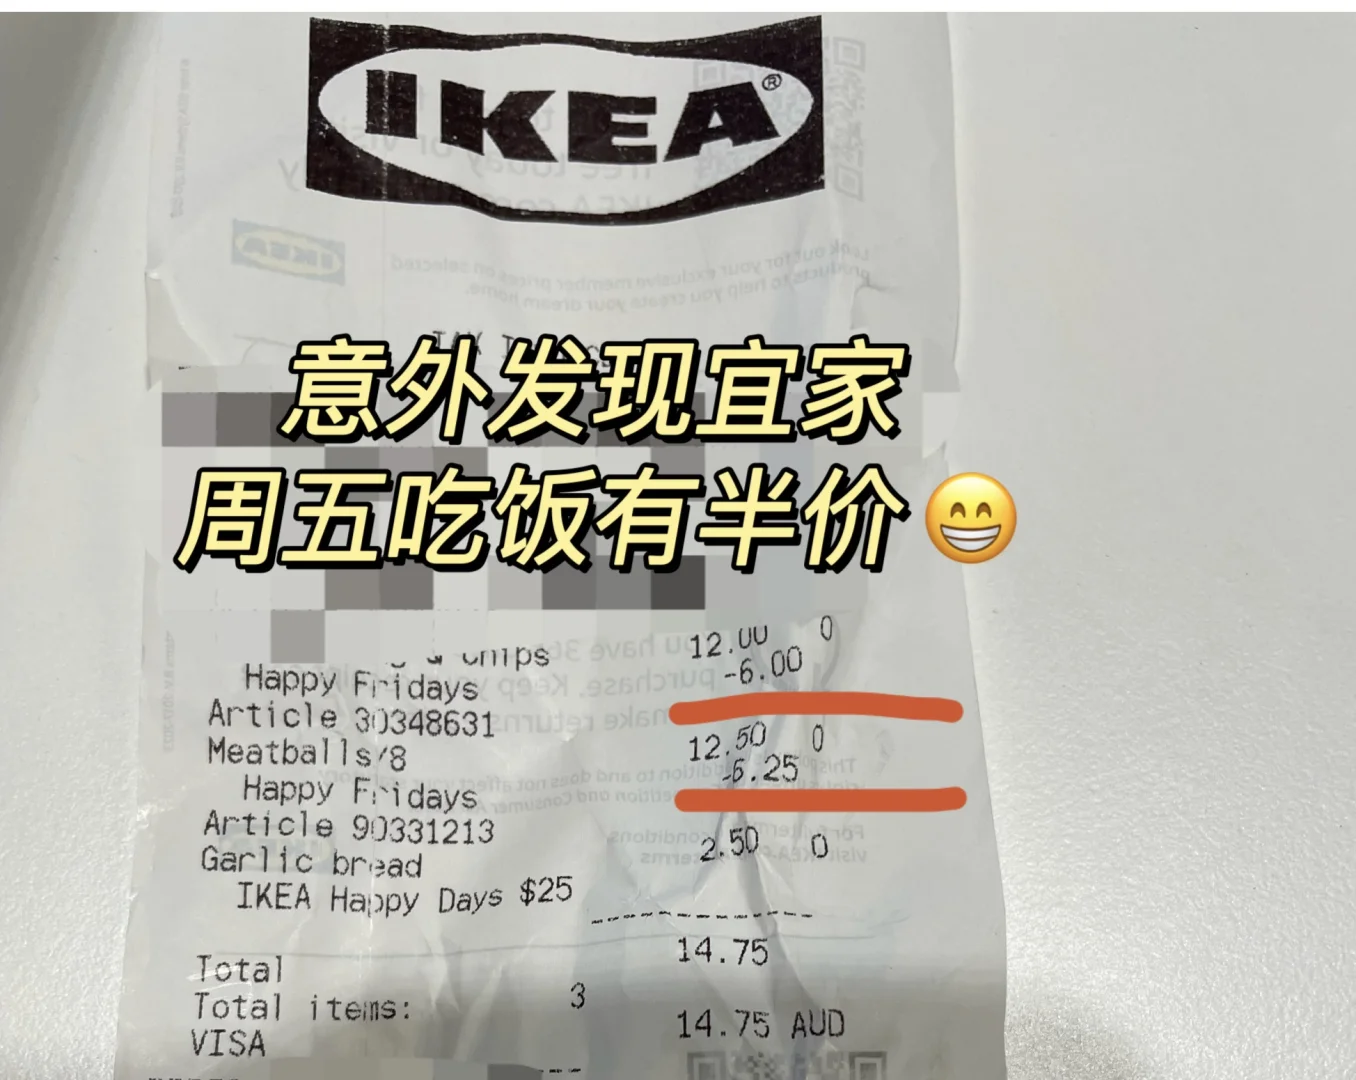 IKEA®
意外发现宜家
周五吃饭有半价
& Chips 12.00 0
Happy Fridays -6.00
Article 30348631
Meatballs/8 12.50 0
Happy Fridays -6.25
Article 90331213
Garlic bread 2.50 0
IKEA Happy Days $25
Total 14.75
Total items: 3
VISA 14.75 AUD